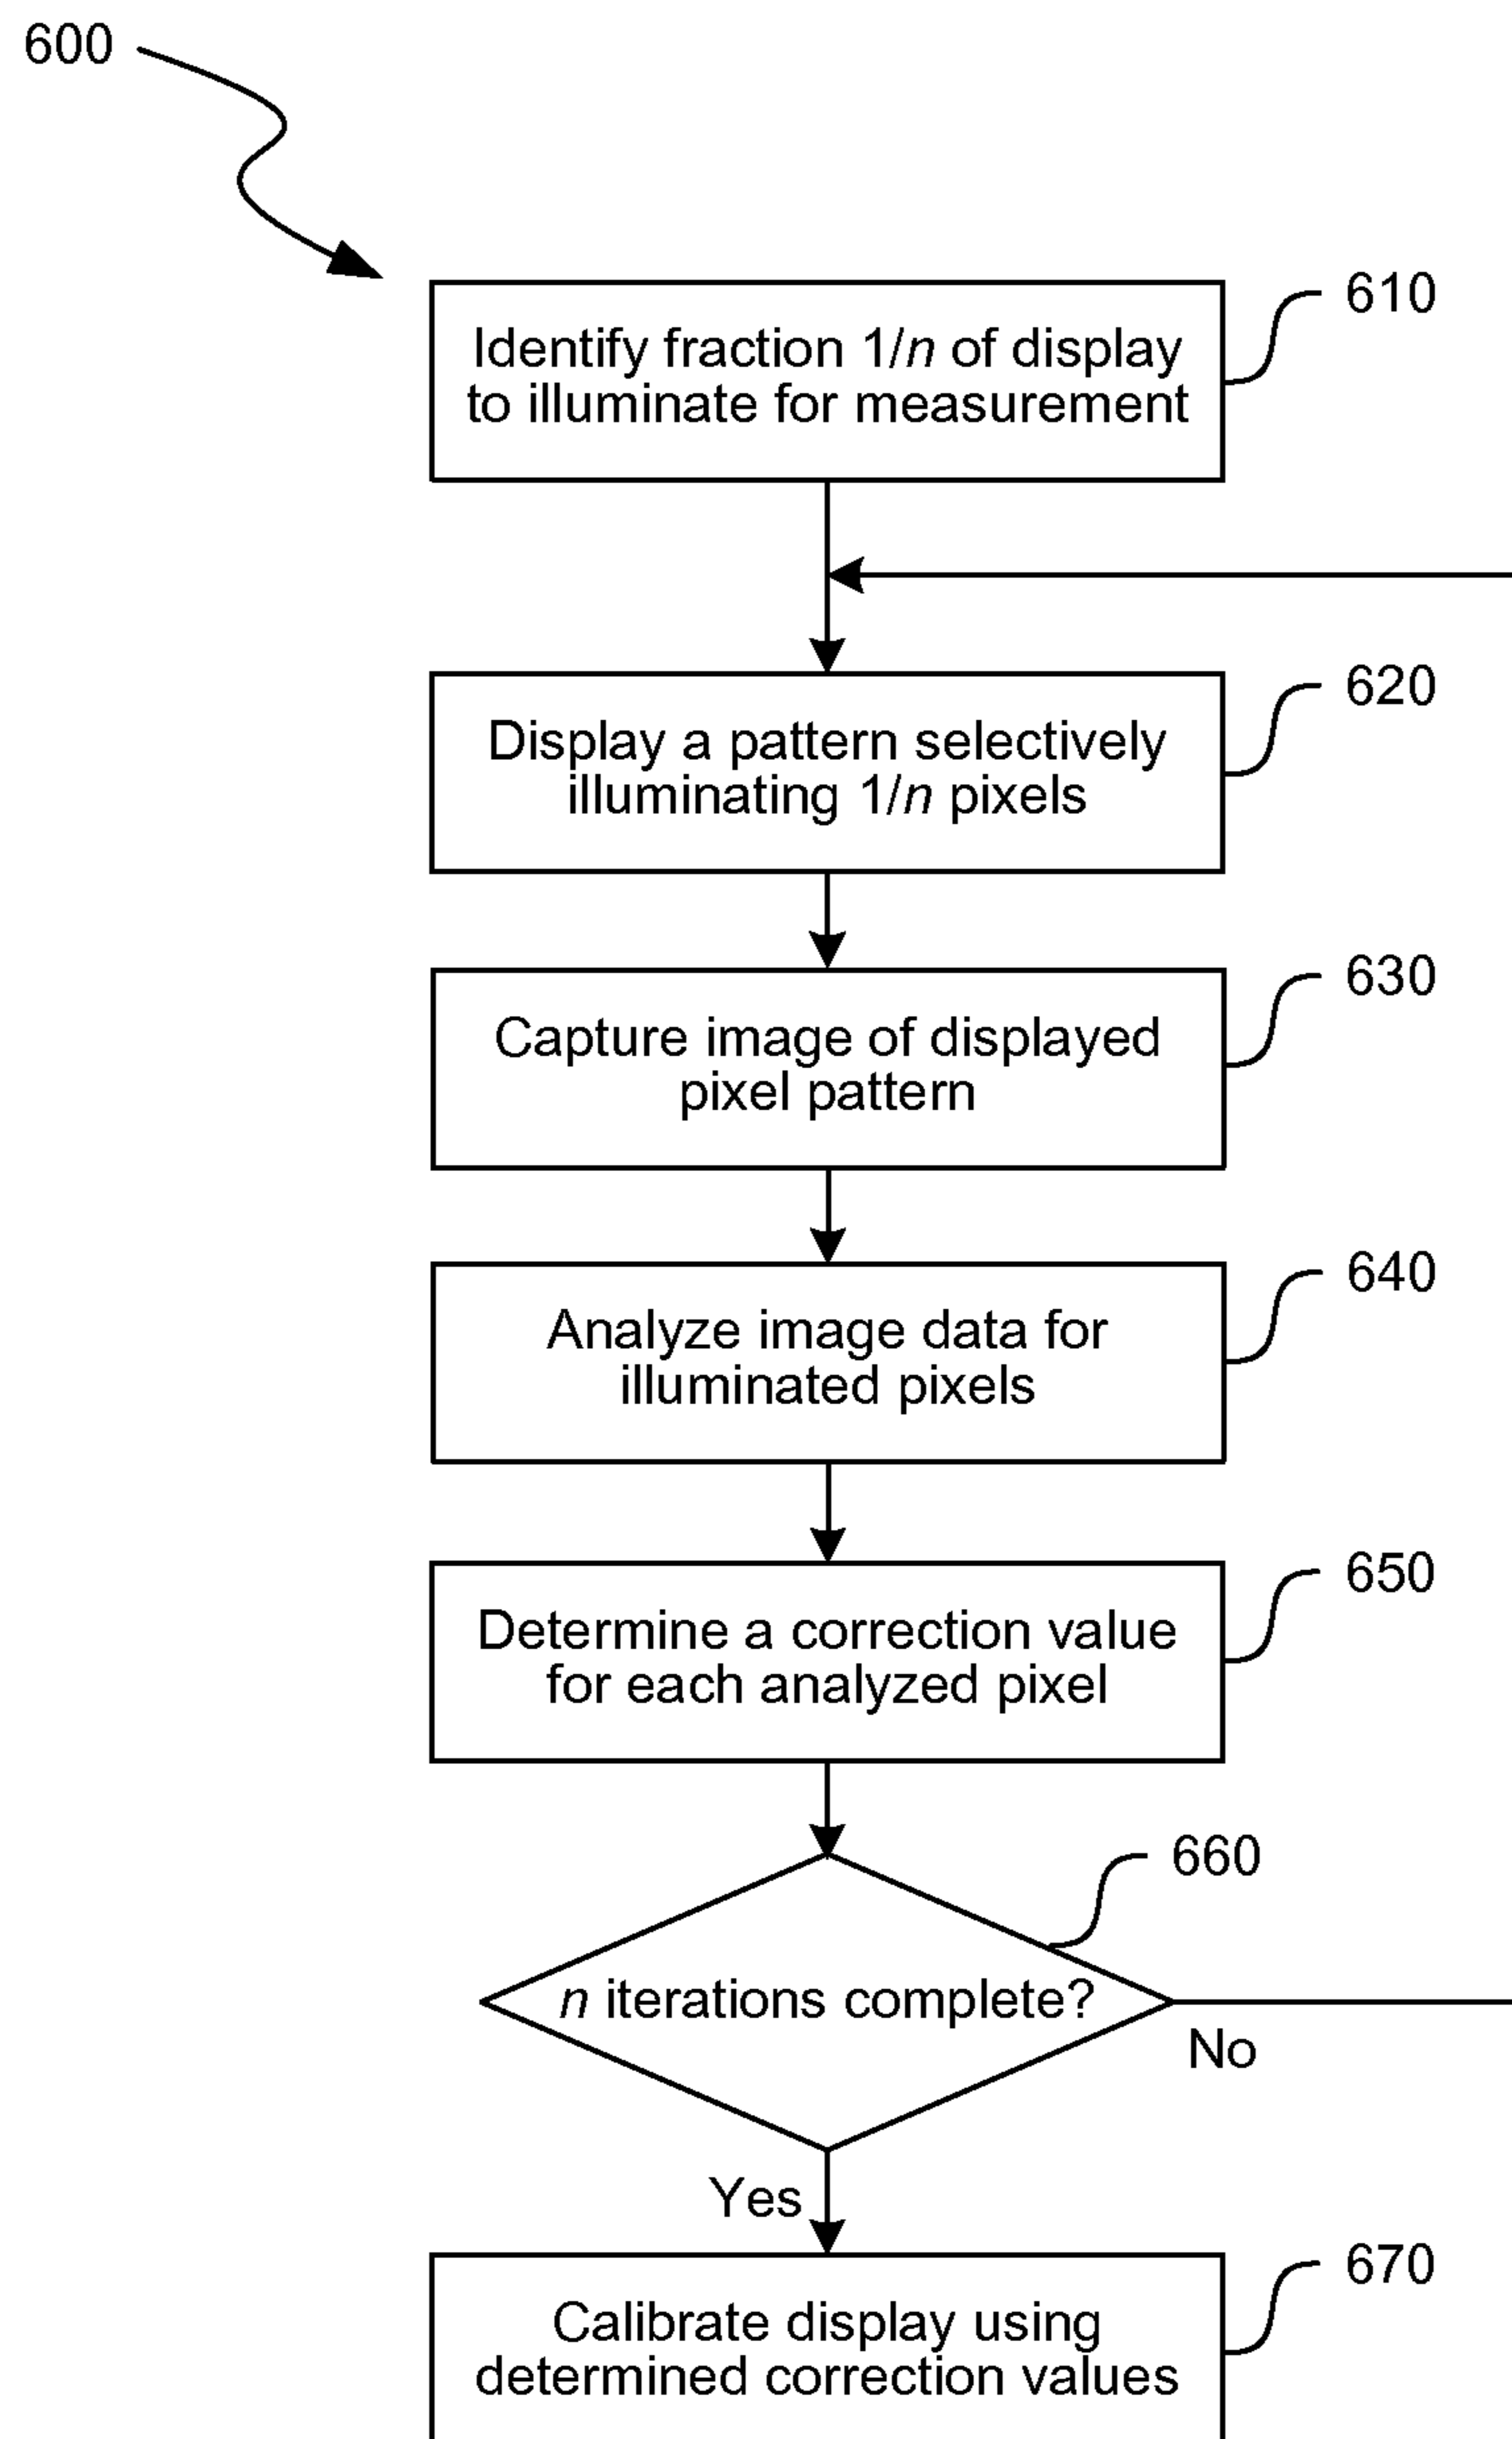 600
610
Identify fraction 1/n of display
to illuminate for measurement
620
Display a pattern selectively
illuminating 1/n pixels
630
Capture image of displayed
pixel pattern
640
Analyze image data for
illuminated pixels
650
Determine a correction value
for each analyzed pixel
660
n iterations complete?
No
Yes
670
Calibrate display using
determined correction values